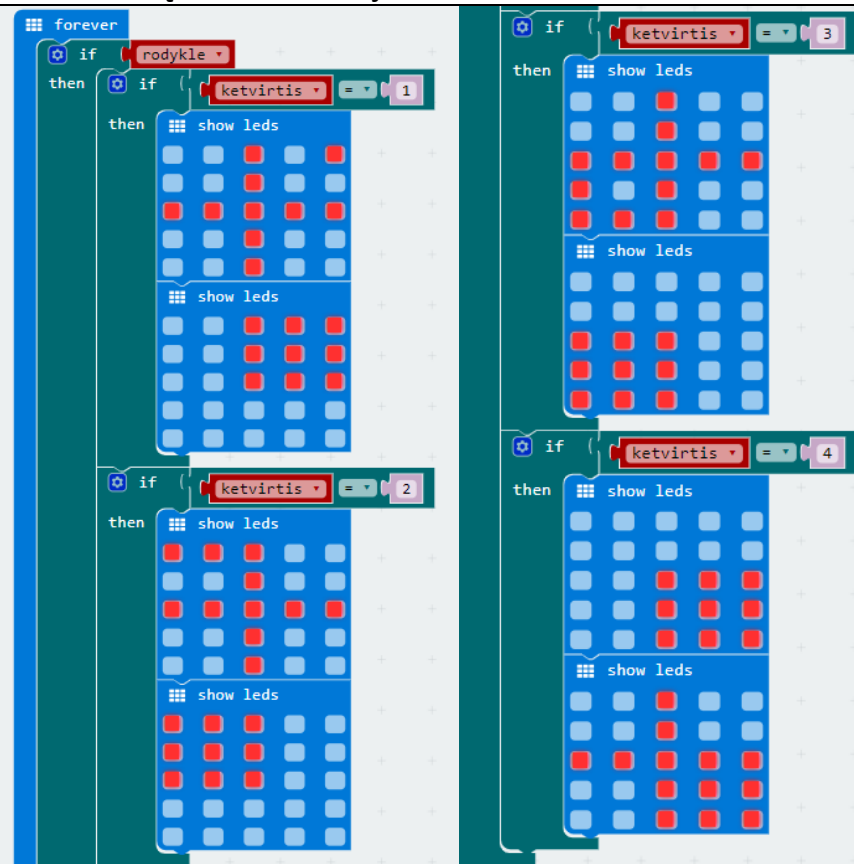 forever
if rodykle
then if ketvirtis = 1
then show leds
show leds
if ketvirtis = 2
then show leds
show leds
if ketvirtis = 3
then show leds
show leds
if ketvirtis = 4
then show leds
show leds